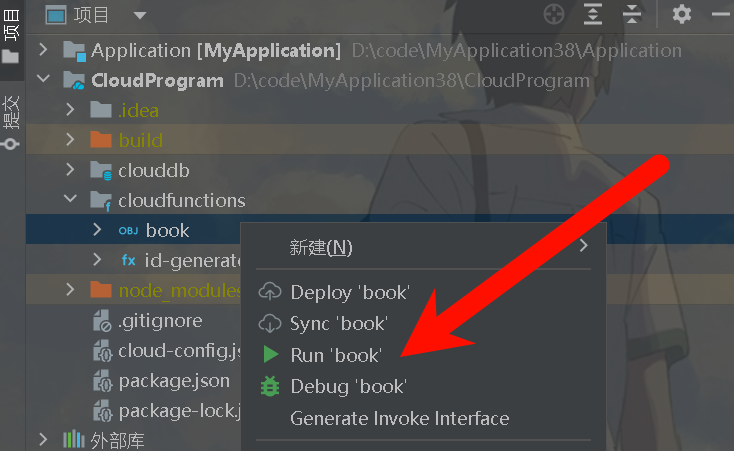 项目
项目
Application [MyApplication] D:\code\MyApplication38\Application
CloudProgram D:\code\MyApplication38\CloudProgram
提交
.idea
build
clouddb
cloudfunctions
OBJ book
fx id-generate
新建(N)
node_modules
Deploy 'book'
.gitignore
Sync 'book'
cloud-config.js
Run 'book'
package.json
Debug 'book'
package-lock.j
Generate Invoke Interface
外部库